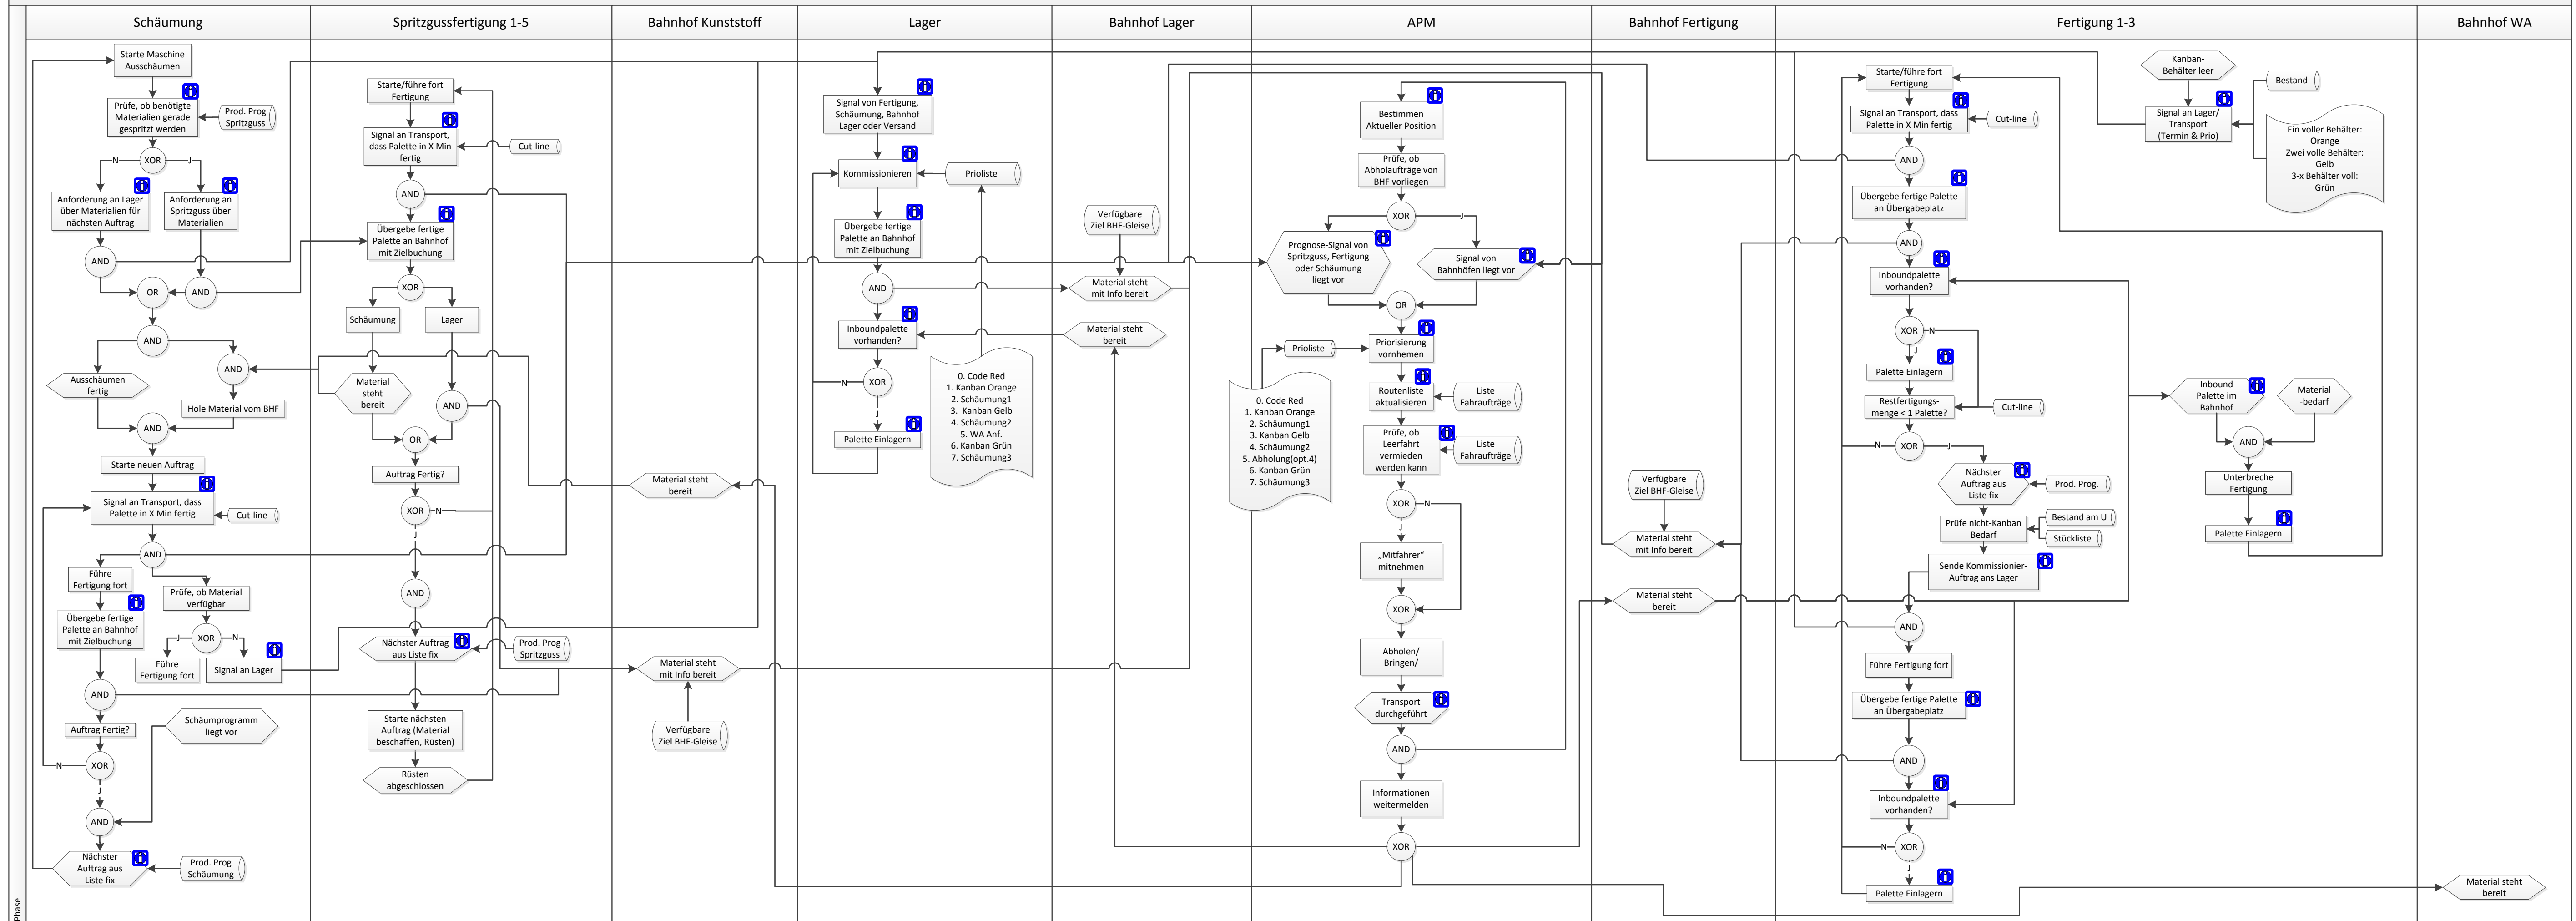 Schäumung
Spritzgussfertigung 1-5
Bahnhof Kunststoff
Lager
Bahnhof Lager
APM
Bahnhof Fertigung
Fertigung 1-3
Bahnhof WA
Phase
Starte Maschine
Ausschäumen
Prüfe, ob benötigte
Materialien gerade
gespritzt werden
Prod. Prog
Spritzguss
XOR
N
J
Anforderung an Lager
über Materialien für
nächsten Auftrag
Anforderung an
Spritzguss über
Materialien
AND
OR
AND
AND
AND
Ausschäumen
fertig
Hole Material vom BHF
AND
Starte neuen Auftrag
Signal an Transport, dass
Palette in X Min fertig
Cut-line
AND
Führe
Fertigung fort
Prüfe, ob Material
verfügbar
Übergebe fertige
Palette an Bahnhof
mit Zielbuchung
J
XOR
N
Führe
Fertigung fort
Signal an Lager
AND
Auftrag Fertig?
Schäumprogramm
liegt vor
N
XOR
J
AND
Nächster
Auftrag aus
Liste fix
Prod. Prog
Schäumung
Starte/führe fort
Fertigung
Signal an Transport,
dass Palette in X Min
fertig
Cut-line
AND
Übergebe fertige
Palette an Bahnhof
mit Zielbuchung
XOR
Schäumung
Lager
Material
steht
bereit
AND
OR
Auftrag Fertig?
XOR
N
J
AND
Nächster Auftrag
aus Liste fix
Prod. Prog
Spritzguss
Starte nächsten
Auftrag (Material
beschaffen, Rüsten)
Rüsten
abgeschlossen
Material steht
bereit
Material steht
mit Info bereit
Verfügbare
Ziel BHF-Gleise
Signal von Fertigung,
Schäumung, Bahnhof
Lager oder Versand
Kommissionieren
Prioliste
Übergebe fertige
Palette an Bahnhof
mit Zielbuchung
AND
Inboundpalette
vorhanden?
N
XOR
J
Palette Einlagern
0. Code Red
1. Kanban Orange
2. Schäumung1
3. Kanban Gelb
4. Schäumung2
5. WA Anf.
6. Kanban Grün
7. Schäumung3
Verfügbare
Ziel BHF-Gleise
Material steht
mit Info bereit
Material steht
bereit
Bestimmen
Aktueller Position
Prüfe, ob
Abholaufträge von
BHF vorliegen
XOR
J
Prognose-Signal von
Spritzguss, Fertigung
oder Schäumung
liegt vor
Signal von
Bahnhöfen liegt vor
OR
Prioliste
Priorisierung
vornhemen
Routenliste
aktualisieren
Liste
Fahraufträge
0. Code Red
1. Kanban Orange
2. Schäumung1
3. Kanban Gelb
4. Schäumung2
5. Abholung(opt.4)
6. Kanban Grün
7. Schäumung3
Prüfe, ob
Leerfahrt
vermieden
werden kann
Liste
Fahraufträge
XOR
N
J
„Mitfahrer“
mitnehmen
XOR
Abholen/
Bringen/
Transport
durchgeführt
AND
Informationen
weitermelden
XOR
Verfügbare
Ziel BHF-Gleise
Material steht
mit Info bereit
Material steht
bereit
Starte/führe fort
Fertigung
Signal an Transport, dass
Palette in X Min fertig
Cut-line
AND
Übergebe fertige Palette
an Übergabeplatz
AND
Inboundpalette
vorhanden?
XOR
N
J
Palette Einlagern
Restfertigungs-
menge < 1 Palette?
Cut-line
N
XOR
J
Nächster
Auftrag aus
Liste fix
Prod. Prog.
Prüfe nicht-Kanban
Bedarf
Bestand am U
Stückliste
Sende Kommissionier-
Auftrag ans Lager
AND
Führe Fertigung fort
Übergebe fertige Palette
an Übergabeplatz
AND
Inboundpalette
vorhanden?
N
XOR
J
Palette Einlagern
Kanban-
Behälter leer
Bestand
Signal an Lager/
Transport
(Termin & Prio)
Ein voller Behälter:
Orange
Zwei volle Behälter:
Gelb
3-x Behälter voll:
Grün
Inbound
Palette im
Bahnhof
Material
-bedarf
AND
Unterbreche
Fertigung
Palette Einlagern
Material steht
bereit